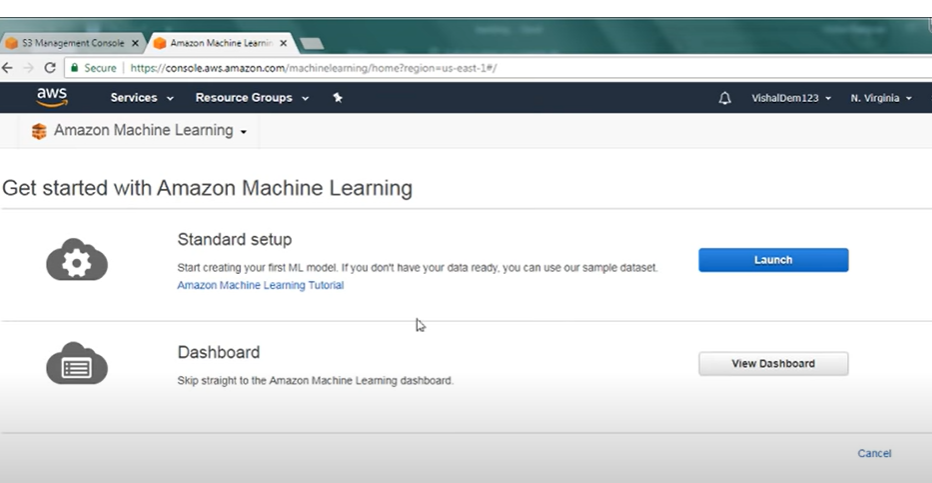 S3 Management Console
Amazon Machine Learnin
Secure | https://console.aws.amazon.com/machinelearning/home?region=us-east-1#/
aws Services Resource Groups VishalDem123 N. Virginia
Amazon Machine Learning
Get started with Amazon Machine Learning
Standard setup
Start creating your first ML model. If you don't have your data ready, you can use our sample dataset.
Amazon Machine Learning Tutorial
Launch
Dashboard
Skip straight to the Amazon Machine Learning dashboard.
View Dashboard
Cancel